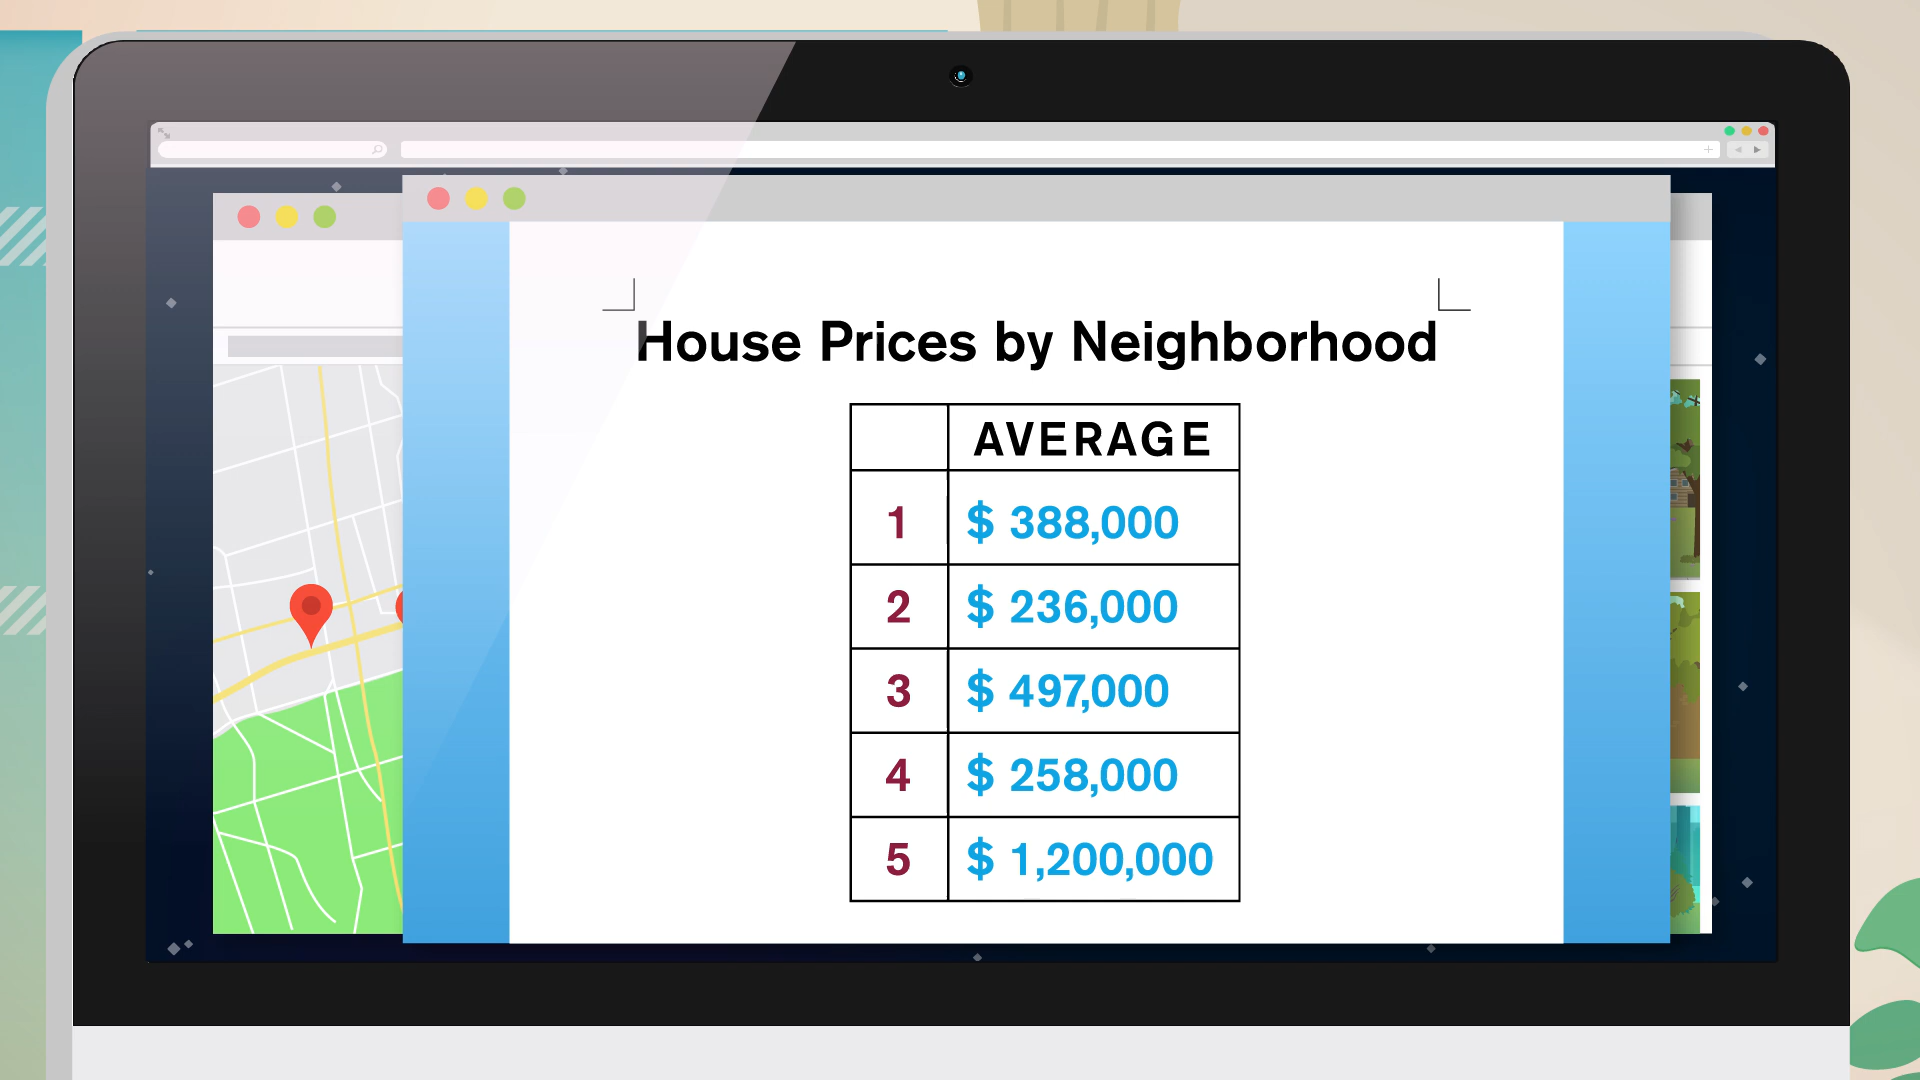 House Prices by Neighborhood
AVERAGE
1 $ 388,000
2 $ 236,000
3 $ 497,000
4 $ 258,000
5 $ 1,200,000